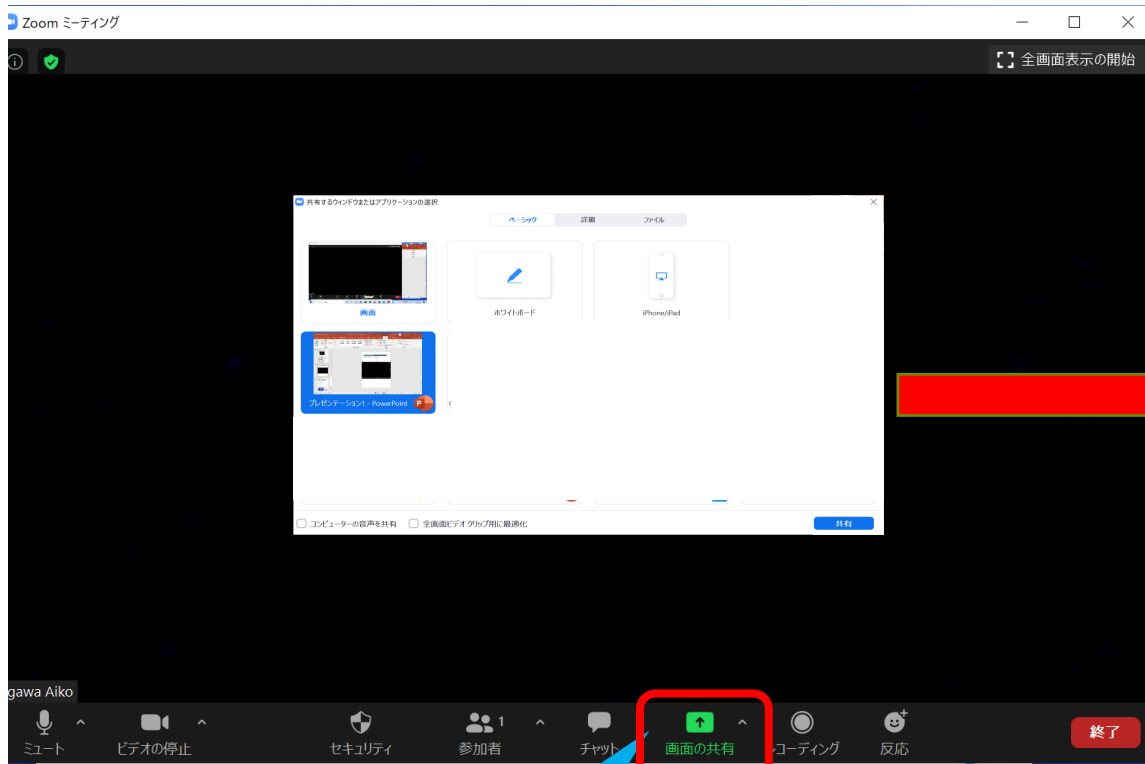 Zoom ミーティング
全画面表示の開始
共有するウィンドウまたはアプリケーションの選択
ベーシック 詳細 ファイル
画面 ホワイトボード iPhone/iPad
プレゼンテーション1 - PowerPoint
コンピューターの音声を共有 全画面ビデオ クリップ用に最適化
共有
gawa Aiko
1
ミュート ビデオの停止 セキュリティ 参加者 チャット 画面の共有 コーディング 反応
終了